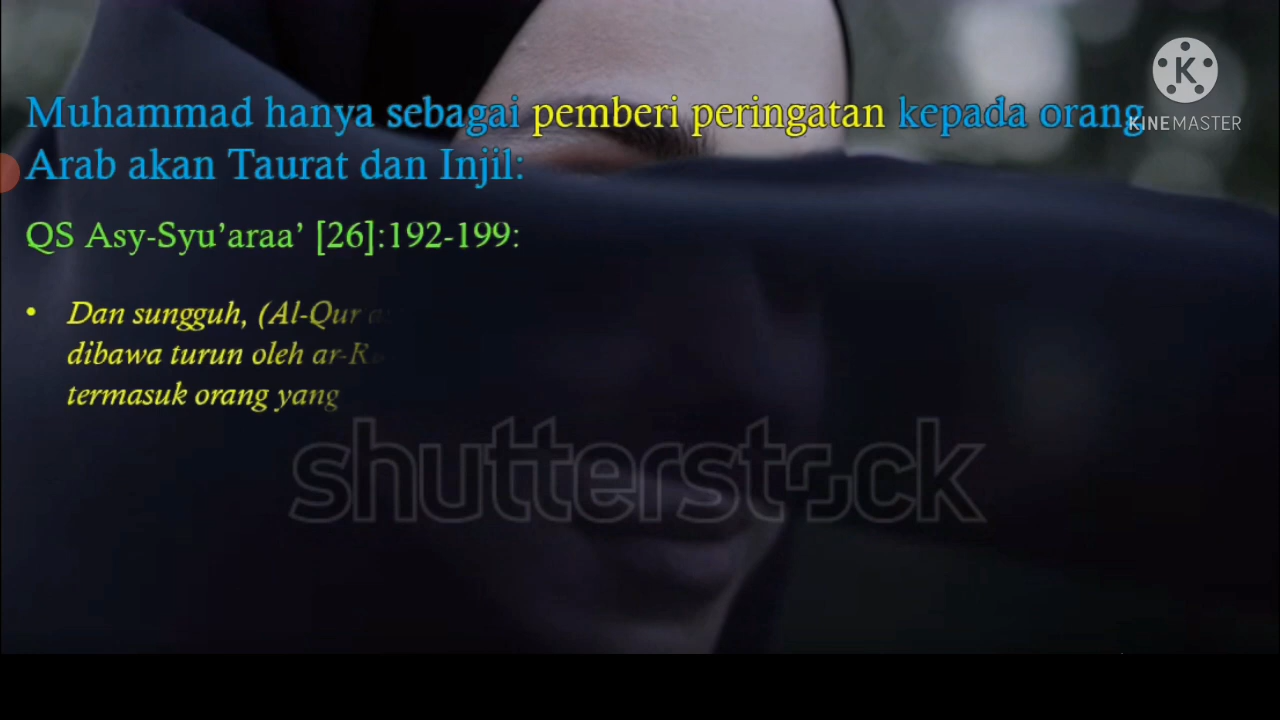 Muhammad hanya sebagai pemberi peringatan kepada orang
Arab akan Taurat dan Injil:
KINEMASTER
QS Asy-Syu’araa’ [26]:192-199:
• Dan sungguh, (Al-Qur a
dibawa turun oleh ar-R
termasuk orang yang
shutterstock